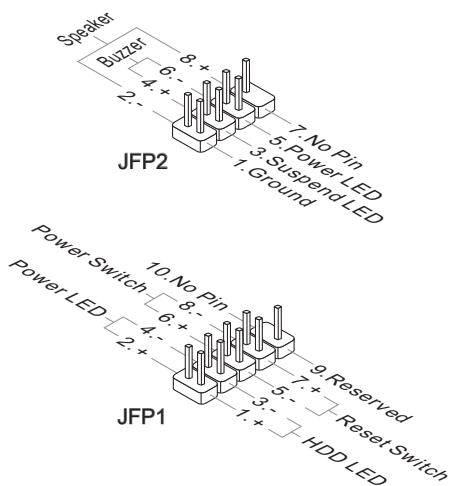 Speaker
Buzzer
8.+
6.-
4.+
2.-
7.No Pin
5.Power LED
3.Suspend LED
1.Ground
JFP2
Power Switch
Power LED
10.No Pin
8.-
6.+
4.-
2.+
9.Reserved
7.+
5.-
3.-
1.+
Reset Switch
HDD LED
JFP1